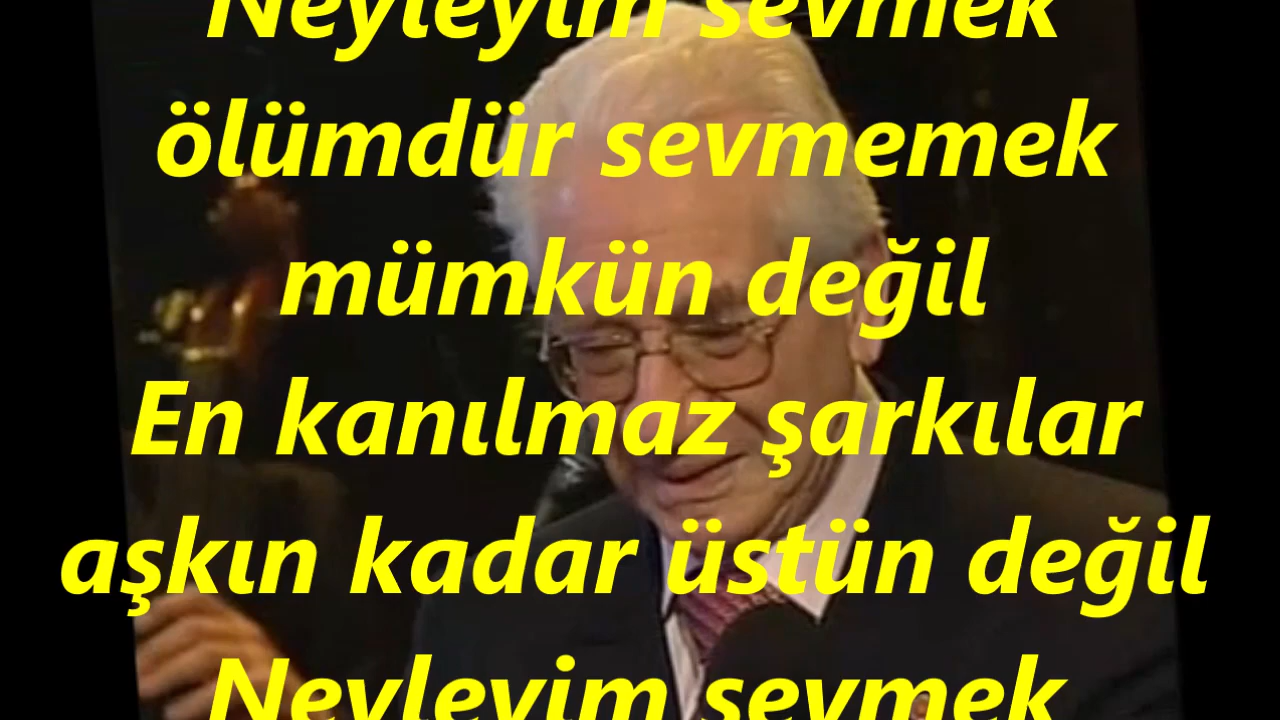 Neyleyim sevmek
ölümdür sevmemek
mümkün değil
En kanılmaz şarkılar
aşkın kadar üstün değil
Neyleyim sevmek